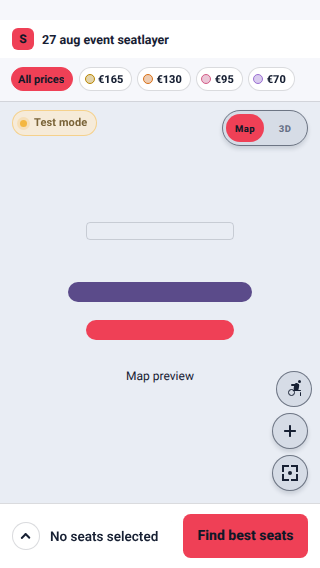 S 27 aug event seatlayer
All prices €165 €130 €95 €70
Test mode
Map 3D
Map preview
No seats selected
Find best seats